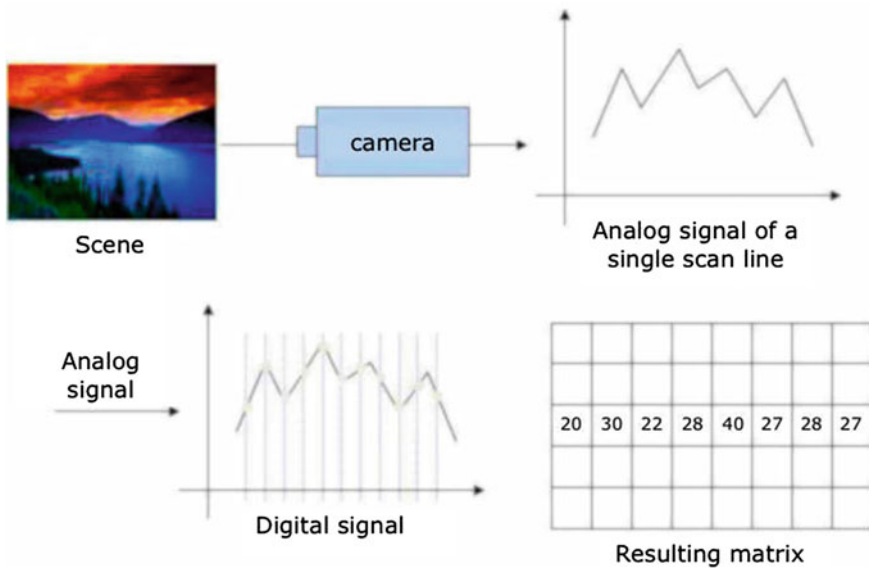 camera
Scene
Analog signal of a
single scan line
Analog
signal
Digital signal
20 30 22 28 40 27 28 27
Resulting matrix